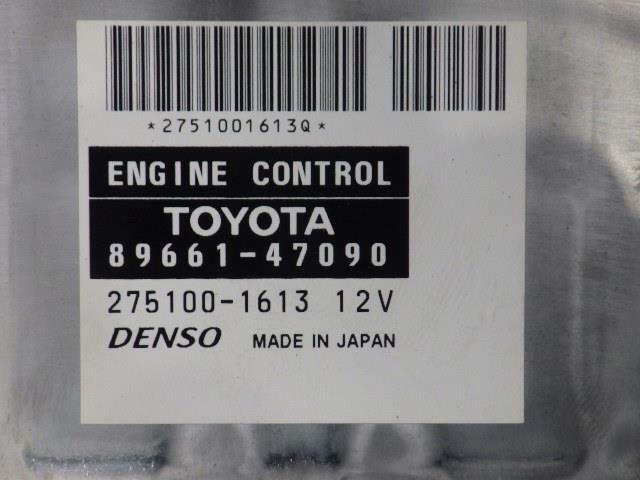 *2751001613Q*
ENGINE CONTROL
TOYOTA
89661-47090
275100-1613 12V
DENSO MADE IN JAPAN